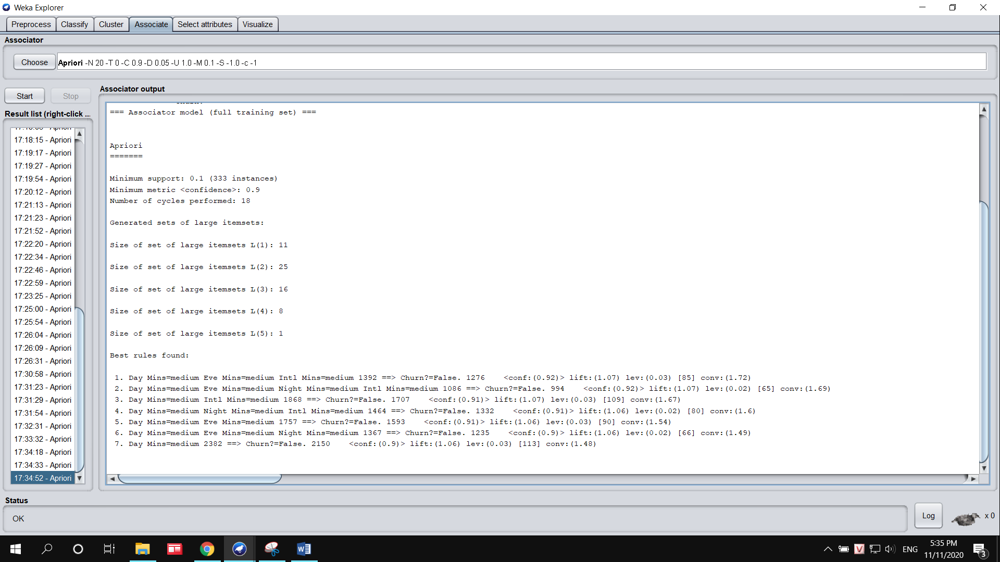 Weka Explorer
Preprocess Classify Cluster Associate Select attributes Visualize
Associator
Choose Apriori -N 20 -T 0 -C 0.9 -D 0.05 -U 1.0 -M 0.1 -S -1.0 -c -1
Start Stop
Result list (right-click ...
17:18:15 - Apriori
17:19:17 - Apriori
17:19:27 - Apriori
17:19:54 - Apriori
17:20:12 - Apriori
17:21:13 - Apriori
17:21:23 - Apriori
17:21:52 - Apriori
17:22:20 - Apriori
17:22:34 - Apriori
17:22:46 - Apriori
17:22:59 - Apriori
17:23:25 - Apriori
17:25:00 - Apriori
17:25:54 - Apriori
17:26:04 - Apriori
17:26:09 - Apriori
17:26:31 - Apriori
17:30:58 - Apriori
17:31:23 - Apriori
17:31:29 - Apriori
17:31:54 - Apriori
17:32:31 - Apriori
17:33:32 - Apriori
17:34:18 - Apriori
17:34:33 - Apriori
17:34:52 - Apriori
Associator output
=== Associator model (full training set) ===
Apriori
=======
Minimum support: 0.1 (333 instances)
Minimum metric <confidence>: 0.9
Number of cycles performed: 18
Generated sets of large itemsets:
Size of set of large itemsets L(1): 11
Size of set of large itemsets L(2): 25
Size of set of large itemsets L(3): 16
Size of set of large itemsets L(4): 8
Size of set of large itemsets L(5): 1
Best rules found:
1. Day Mins=medium Eve Mins=medium Intl Mins=medium 1392 ==> Churn?=False. 1276 <conf:(0.92)> lift:(1.07) lev:(0.03) [85] conv:(1.72)
2. Day Mins=medium Eve Mins=medium Night Mins=medium Intl Mins=medium 1086 ==> Churn?=False. 994 <conf:(0.92)> lift:(1.07) lev:(0.02) [65] conv:(1.69)
3. Day Mins=medium Intl Mins=medium 1868 ==> Churn?=False. 1707 <conf:(0.91)> lift:(1.07) lev:(0.03) [109] conv:(1.67)
4. Day Mins=medium Night Mins=medium Intl Mins=medium 1464 ==> Churn?=False. 1332 <conf:(0.91)> lift:(1.06) lev:(0.02) [80] conv:(1.6)
5. Day Mins=medium Eve Mins=medium 1757 ==> Churn?=False. 1593 <conf:(0.91)> lift:(1.06) lev:(0.03) [90] conv:(1.54)
6. Day Mins=medium Eve Mins=medium Night Mins=medium 1367 ==> Churn?=False. 1235 <conf:(0.9)> lift:(1.06) lev:(0.02) [66] conv:(1.49)
7. Day Mins=medium 2382 ==> Churn?=False. 2150 <conf:(0.9)> lift:(1.06) lev:(0.03) [113] conv:(1.48)
Status
OK
Log
x 0
ENG
5:35 PM
11/11/2020
3